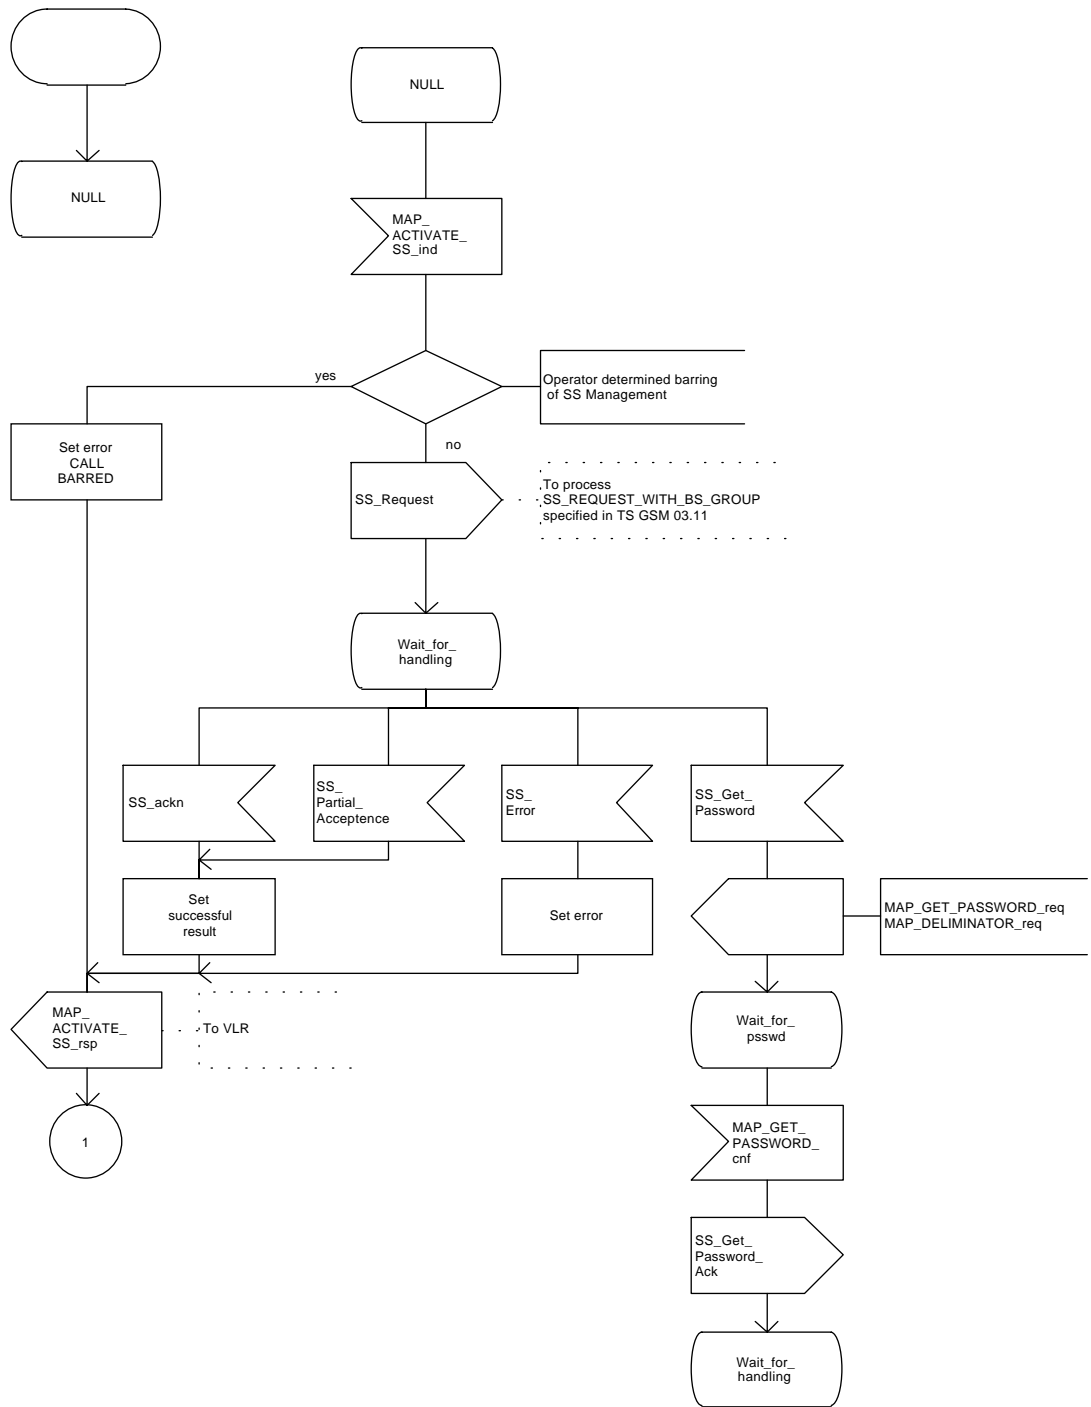 NULL
NULL
MAP_
ACTIVATE_
SS_ind
yes
Operator determined barring
of SS Management
Set error
CALL
BARRED
no
SS_Request
To process
SS_REQUEST_WITH_BS_GROUP
specified in TS GSM 03.11
Wait_for_
handling
SS_ackn
SS_
Partial_
Acceptence
SS_
Error
SS_Get_
Password
Set
successful
result
Set error
MAP_GET_PASSWORD_req
MAP_DELIMINATOR_req
MAP_
ACTIVATE_
SS_rsp
To VLR
Wait_for_
psswd
1
MAP_GET_
PASSWORD_
cnf
SS_Get_
Password_
Ack
Wait_for_
handling